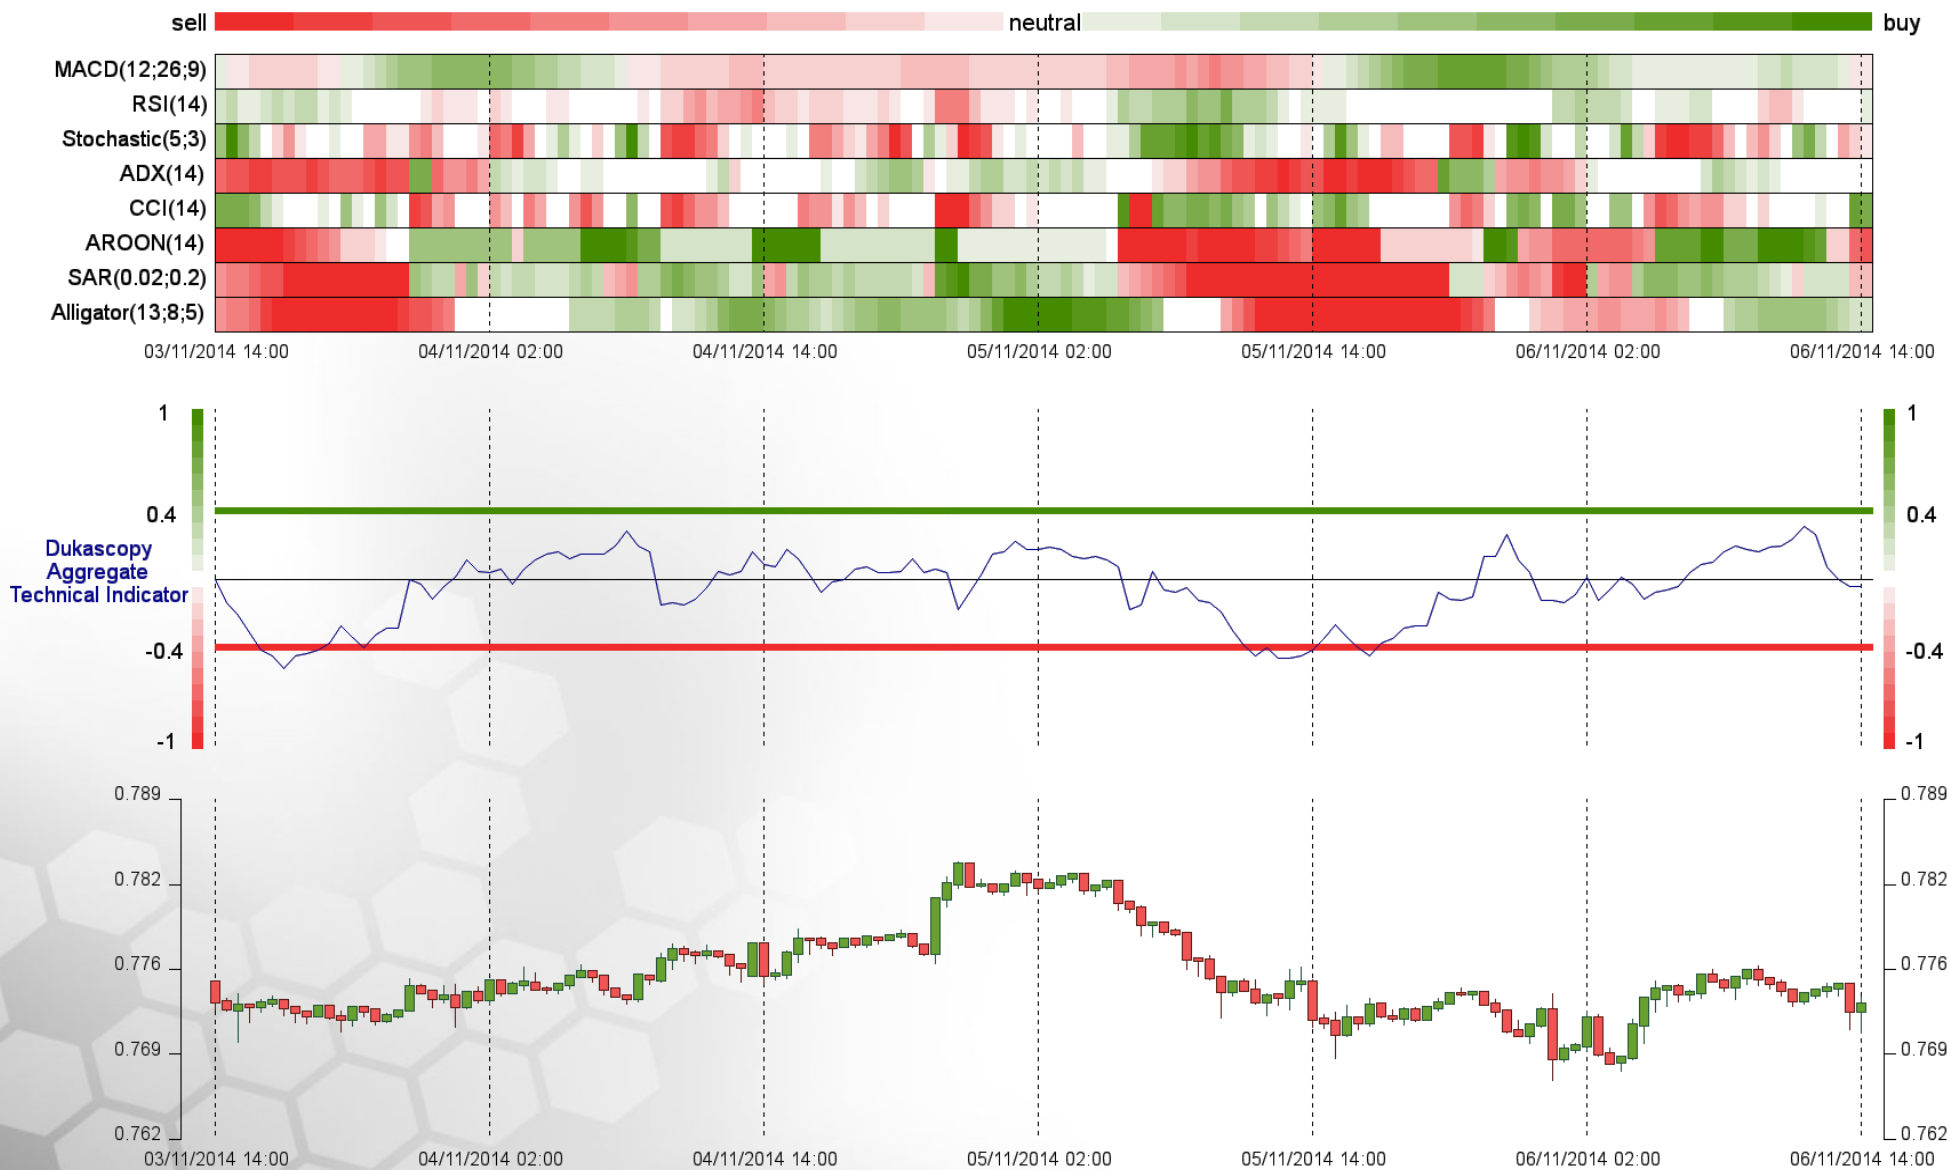 sell neutral buy
MACD(12;26;9)
RSI(14)
Stochastic(5;3)
ADX(14)
CCI(14)
AROON(14)
SAR(0.02;0.2)
Alligator(13;8;5)
03/11/2014 14:00 04/11/2014 02:00 04/11/2014 14:00 05/11/2014 02:00 05/11/2014 14:00 06/11/2014 02:00 06/11/2014 14:00
1 1
0.4 0.4
Dukascopy
Aggregate
Technical Indicator
-0.4 -0.4
-1 -1
0.789 0.789
0.782 0.782
0.776 0.776
0.769 0.769
0.762 0.762
03/11/2014 14:00 04/11/2014 02:00 04/11/2014 14:00 05/11/2014 02:00 05/11/2014 14:00 06/11/2014 02:00 06/11/2014 14:00